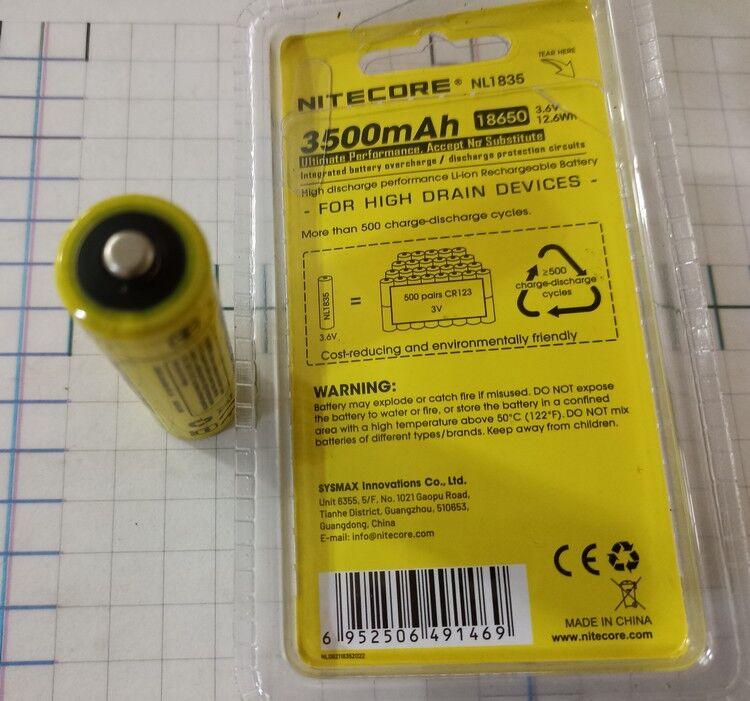 TEAR HERE
NITECORE® NL1835
3500mAh 18650 3.6V 12.6Wh
Ultimate Performance, Accept No Substitute
Integrated battery overcharge / discharge protection circuits
High discharge performance Li-ion Rechargeable Battery
- FOR HIGH DRAIN DEVICES -
More than 500 charge-discharge cycles.
NL1835
3.6V
=
500 pairs CR123
3V
≥500
charge-discharge
cycles
Cost-reducing and environmentally friendly
WARNING:
Battery may explode or catch fire if misused. DO NOT expose
the battery to water or fire, or store the battery in a confined
area with a high temperature above 50°C (122°F). DO NOT mix
batteries of different types/brands. Keep away from children.
SYSMAX Innovations Co., Ltd.
Unit 6355, 5/F, No. 1021 Gaopu Road,
Tianhe District, Guangzhou, 510653,
Guangdong, China
E-mail: info@nitecore.com
CE
6 952506 491469
MADE IN CHINA
www.nitecore.com